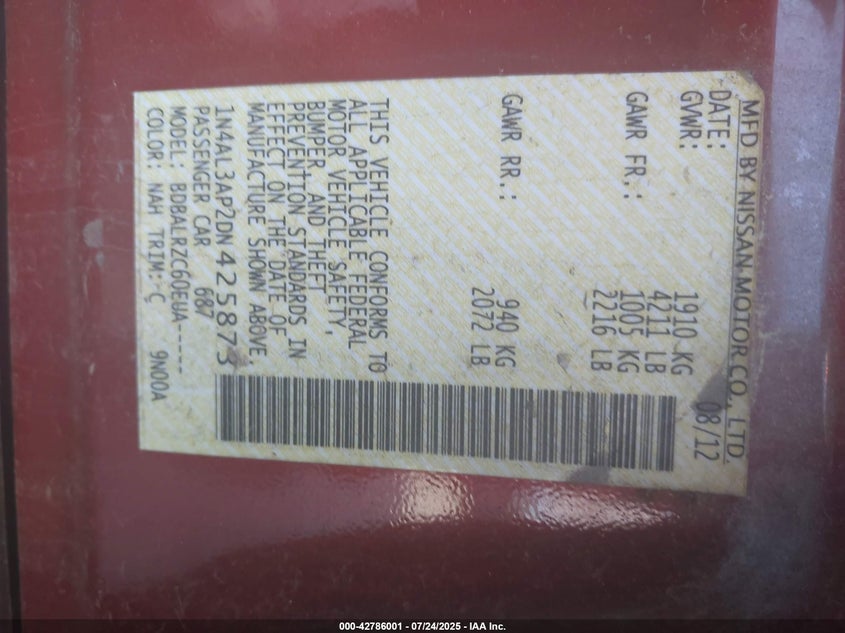 MFD BY NISSAN MOTOR CO., LTD.
DATE: 08/12
GVWR: 1910 KG
4211 LB
GAWR FR.: 1005 KG
2216 LB
GAWR RR.: 940 KG
2072 LB
THIS VEHICLE CONFORMS TO
ALL APPLICABLE FEDERAL
MOTOR VEHICLE SAFETY,
BUMPER, AND THEFT
PREVENTION STANDARDS IN
EFFECT ON THE DATE OF
MANUFACTURE SHOWN ABOVE.
1N4AL3AP2DN425873
PASSENGER CAR 687
MODEL: BDBALRZC60EUA-----
COLOR: NAH TRIM: C 9N00A
000-42786001 - 07/24/2025 - IAA Inc.